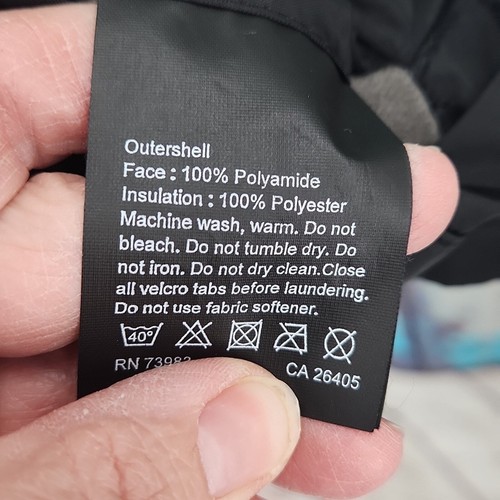 Outershell
Face : 100% Polyamide
Insulation : 100% Polyester
Machine wash, warm. Do not
bleach. Do not tumble dry. Do
not iron. Do not dry clean.Close
all velcro tabs before laundering.
Do not use fabric softener.
40°
RN 73983 CA 26405